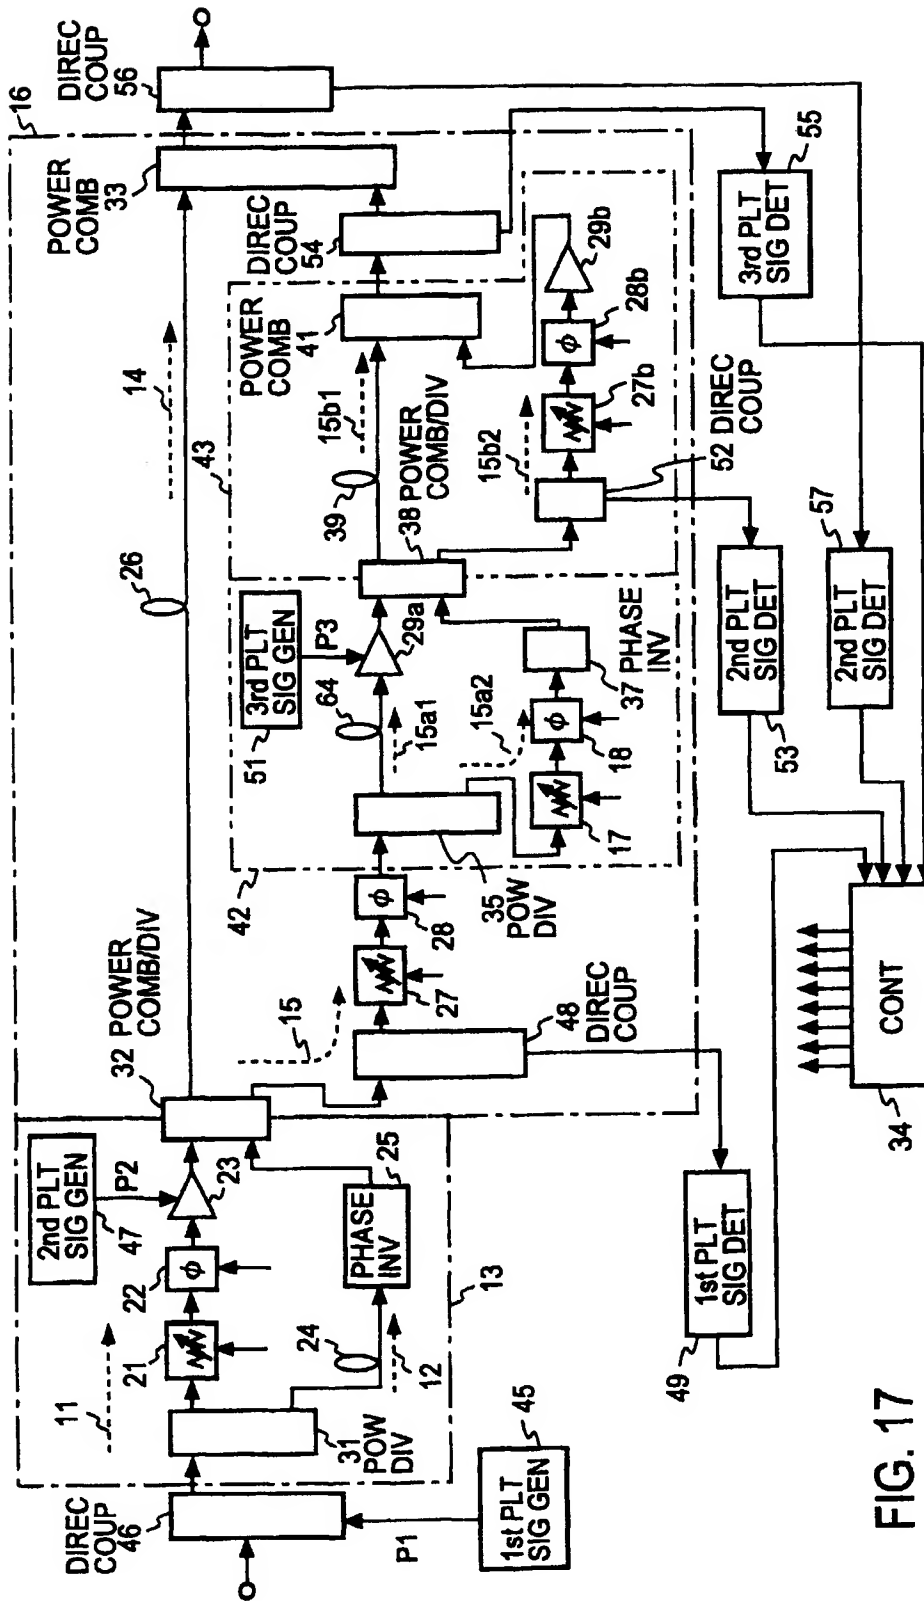 DIREC
COUP
46
P1
1st PLT
SIG GEN
45
11
31
POW
DIV
21
22
2nd PLT
SIG GEN
47
P2
23
24
12
PHASE
INV
25
13
32
POWER
COMB/DIV
15
48
DIREC
COUP
27
28
ϕ
ϕ
42
35
POW
DIV
26
14
16
43
3rd PLT
SIG GEN
51
P3
64
15a1
29a
15a2
17
18
ϕ
37
PHASE
INV
38
POWER
COMB/DIV
39
15b1
POWER
COMB
41
15b2
52
DIREC
COUP
27b
28b
ϕ
29b
DIREC
COUP
54
POWER
COMB
33
DIREC
COUP
56
1st PLT
SIG DET
49
2nd PLT
SIG DET
53
2nd PLT
SIG DET
57
3rd PLT
SIG DET
55
CONT
34
FIG. 17